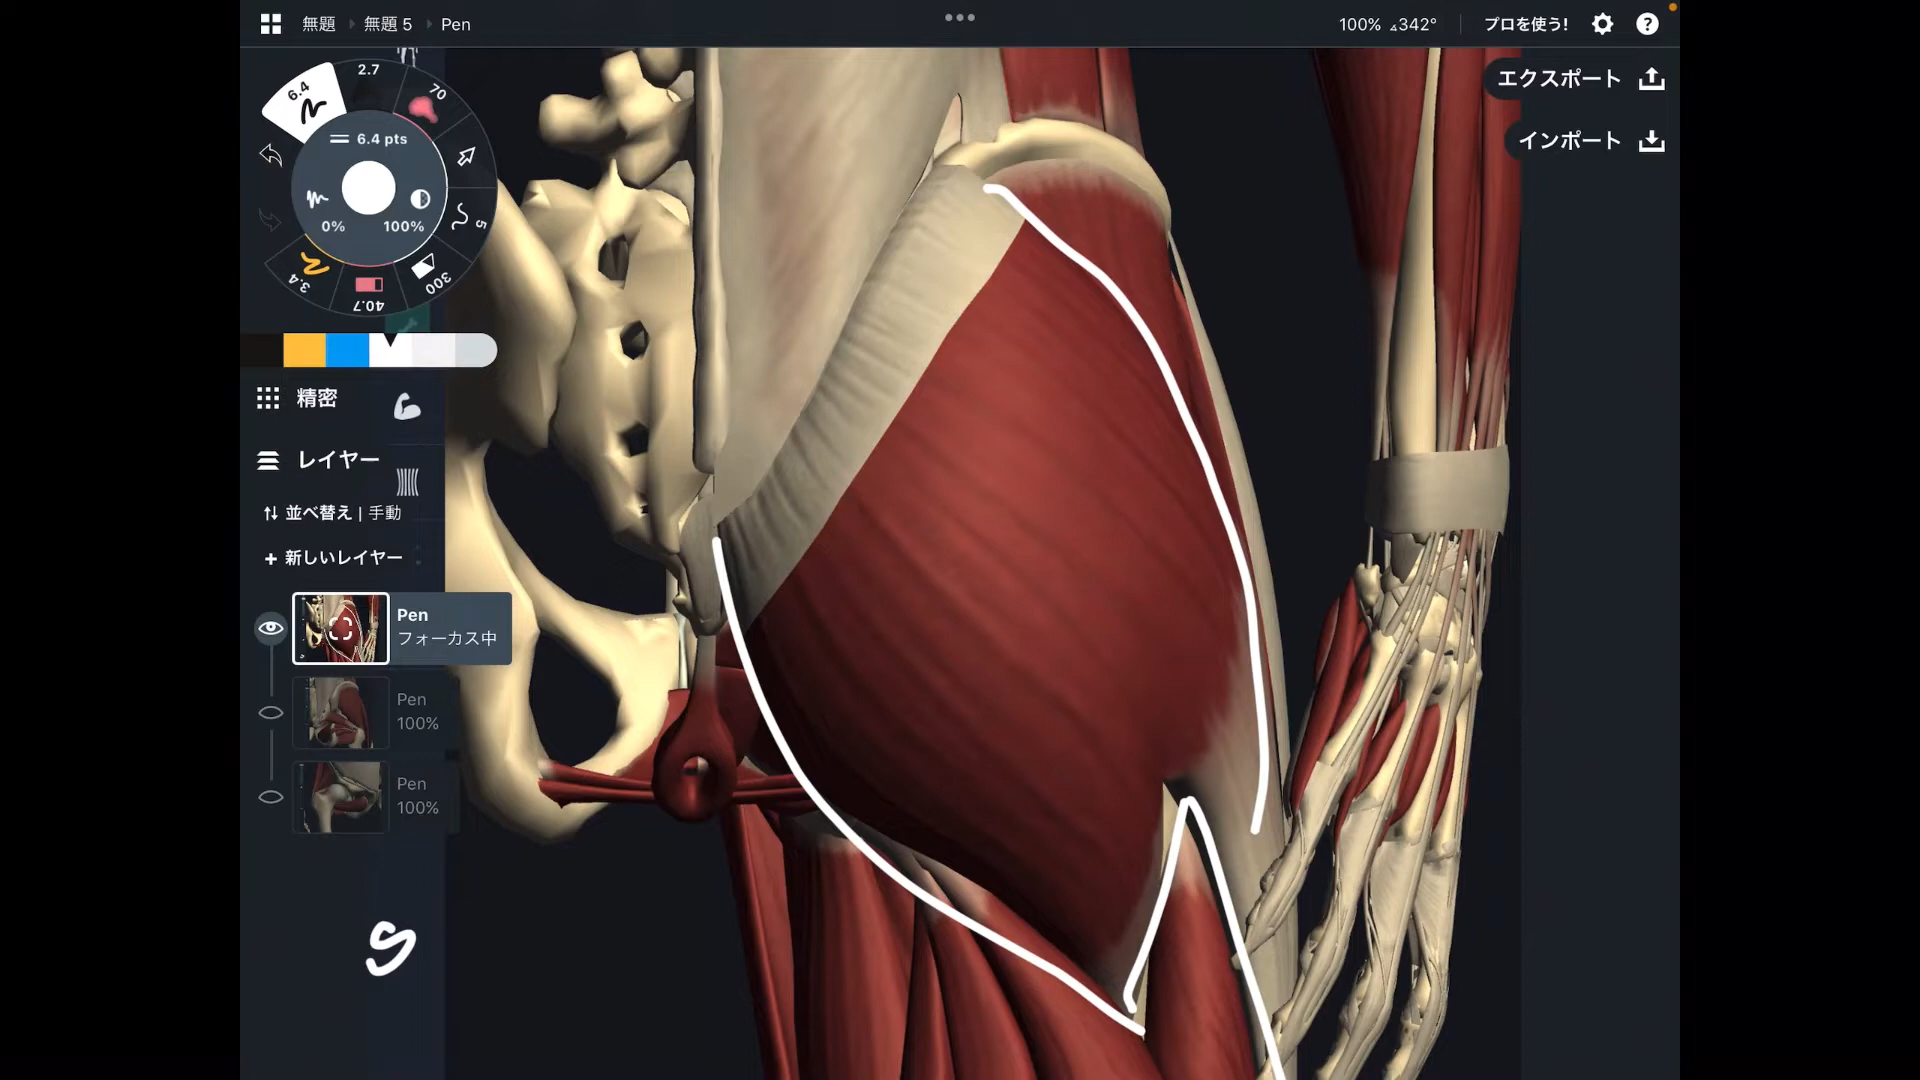 無題 無題 5 Pen
100% ⦟342°
プロを使う!
エクスポート
インポート
2.7
6.4
70
6.4 pts
0%
100%
5
300
40.7
3.4
精密
レイヤー
並べ替え | 手動
+ 新しいレイヤー
Pen
フォーカス中
Pen
100%
Pen
100%